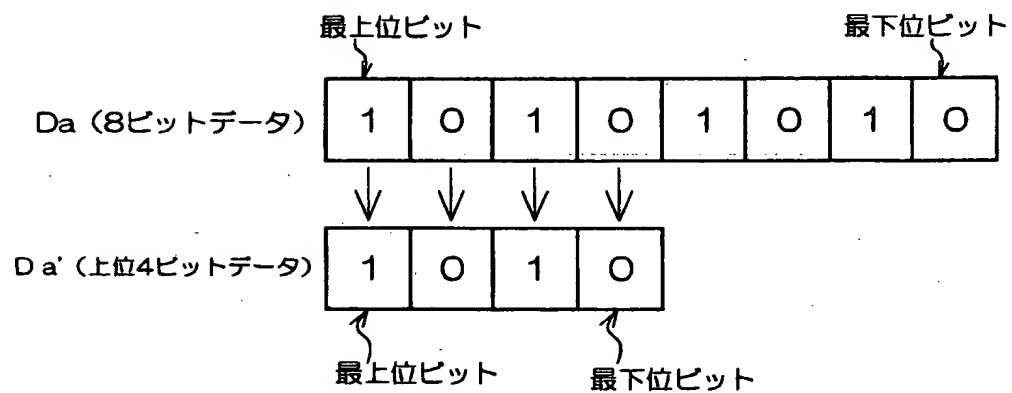 最上位ビット 最下位ビット
Da（8ビットデータ） 1 0 1 0 1 0 1 0
Da'（上位4ビットデータ） 1 0 1 0
最上位ビット 最下位ビット